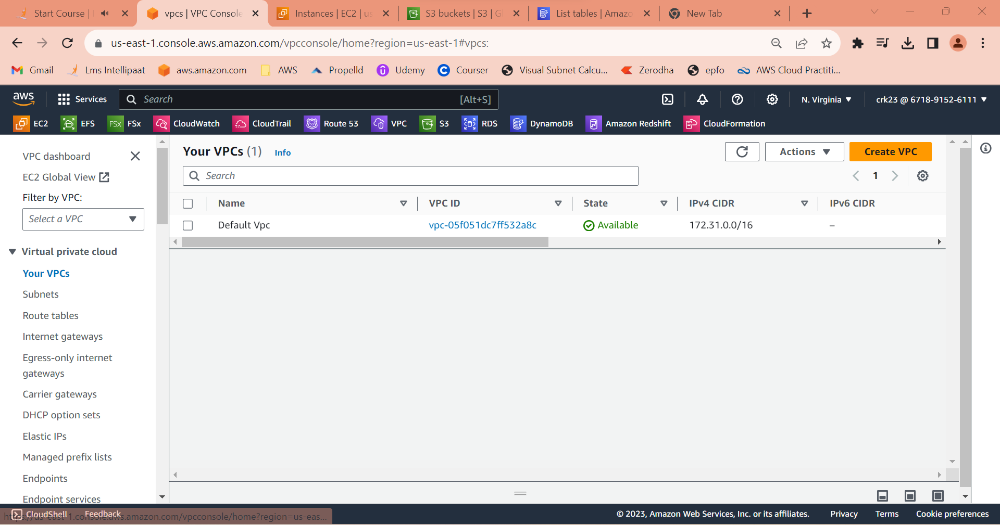 Start Course |
vpcs | VPC Console
Instances | EC2 | us
S3 buckets | S3 | G
List tables | Amazo
New Tab
us-east-1.console.aws.amazon.com/vpcconsole/home?region=us-east-1#vpcs:
Gmail
Lms Intellipaat
aws.amazon.com
AWS
Propelld
Udemy
Courser
Visual Subnet Calcu...
Zerodha
epfo
AWS Cloud Practiti...
aws
Services
Search
[Alt+S]
N. Virginia
crk23 @ 6718-9152-6111
EC2
EFS
FSx
FSx
CloudWatch
CloudTrail
53
Route 53
VPC
S3
RDS
DynamoDB
Amazon Redshift
CloudFormation
VPC dashboard
EC2 Global View
Filter by VPC:
Select a VPC
Virtual private cloud
Your VPCs
Subnets
Route tables
Internet gateways
Egress-only internet
gateways
Carrier gateways
DHCP option sets
Elastic IPs
Managed prefix lists
Endpoints
Endpoint services
Your VPCs (1) Info
Actions
Create VPC
Search
1
Name VPC ID State IPv4 CIDR IPv6 CIDR
Default Vpc vpc-05f051dc7ff532a8c Available 172.31.0.0/16 –
CloudShell
Feedback
https://us-east-1.console.aws.amazon.com/vpcconsole/home?region=us-eas...
© 2023, Amazon Web Services, Inc. or its affiliates.
Privacy
Terms
Cookie preferences